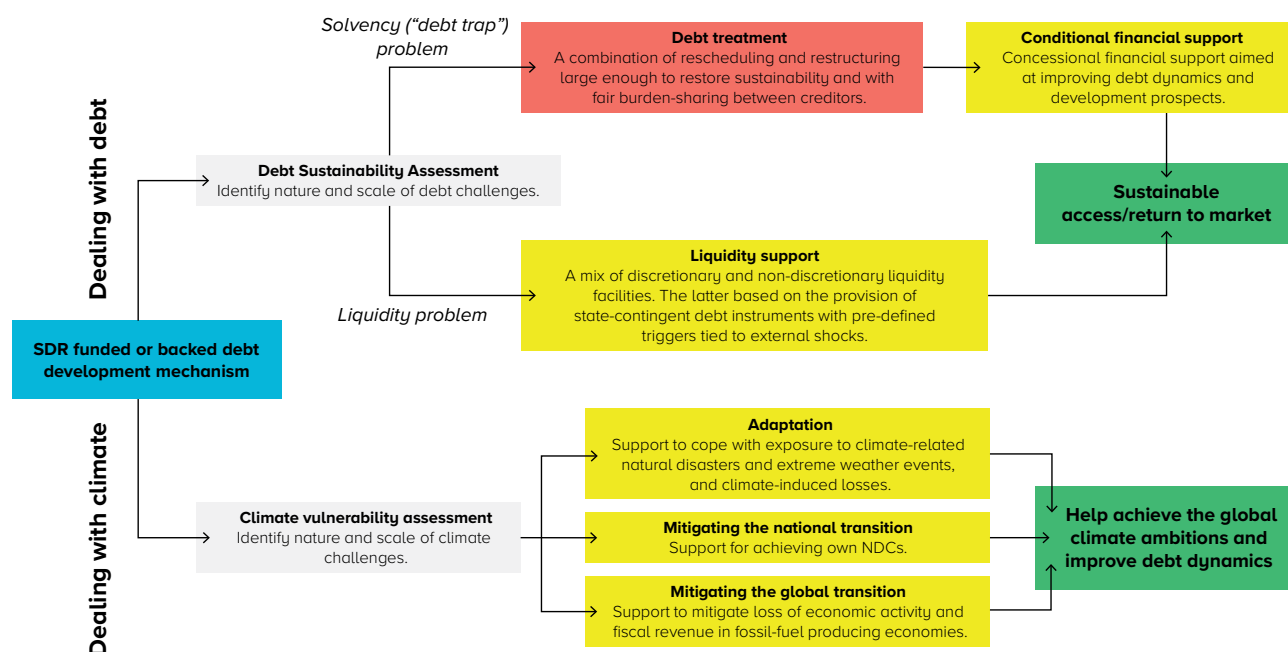 Solvency (“debt trap”)
problem
Debt treatment
A combination of rescheduling and restructuring
large enough to restore sustainability and with
fair burden-sharing between creditors.
Conditional financial support
Concessional financial support aimed
at improving debt dynamics and
development prospects.
Dealing with debt
Debt Sustainability Assessment
Identify nature and scale of debt challenges.
Sustainable
access/return to market
Liquidity problem
Liquidity support
A mix of discretionary and non-discretionary liquidity
facilities. The latter based on the provision of
state-contingent debt instruments with pre-defined
triggers tied to external shocks.
SDR funded or backed debt
development mechanism
Dealing with climate
Climate vulnerability assessment
Identify nature and scale of climate
challenges.
Adaptation
Support to cope with exposure to climate-related
natural disasters and extreme weather events,
and climate-induced losses.
Mitigating the national transition
Support for achieving own NDCs.
Mitigating the global transition
Support to mitigate loss of economic activity and
fiscal revenue in fossil-fuel producing economies.
Help achieve the global
climate ambitions and
improve debt dynamics